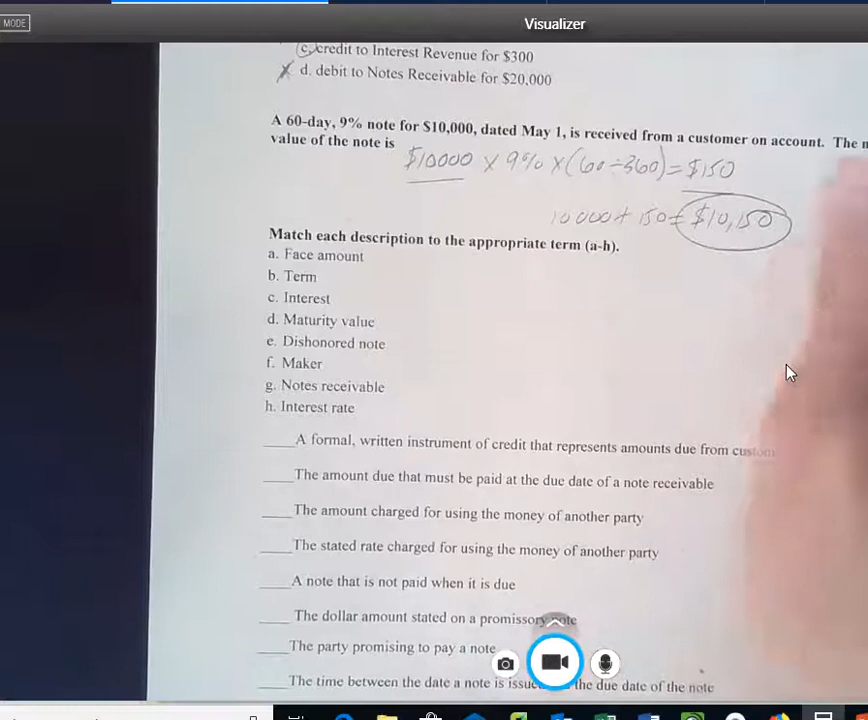 MODE
Visualizer
c. credit to Interest Revenue for $300
d. debit to Notes Receivable for $20,000
A 60-day, 9% note for $10,000, dated May 1, is received from a customer on account. The
value of the note is
$10000 × 9% × (60 ÷ 360) = $150
10000 + 150 = $10,150
Match each description to the appropriate term (a-h).
a. Face amount
b. Term
c. Interest
d. Maturity value
e. Dishonored note
f. Maker
g. Notes receivable
h. Interest rate
____A formal, written instrument of credit that represents amounts due from custom
____The amount due that must be paid at the due date of a note receivable
____The amount charged for using the money of another party
____The stated rate charged for using the money of another party
____A note that is not paid when it is due
____ The dollar amount stated on a promissory note
____The party promising to pay a note
____The time between the date a note is issue the due date of the note